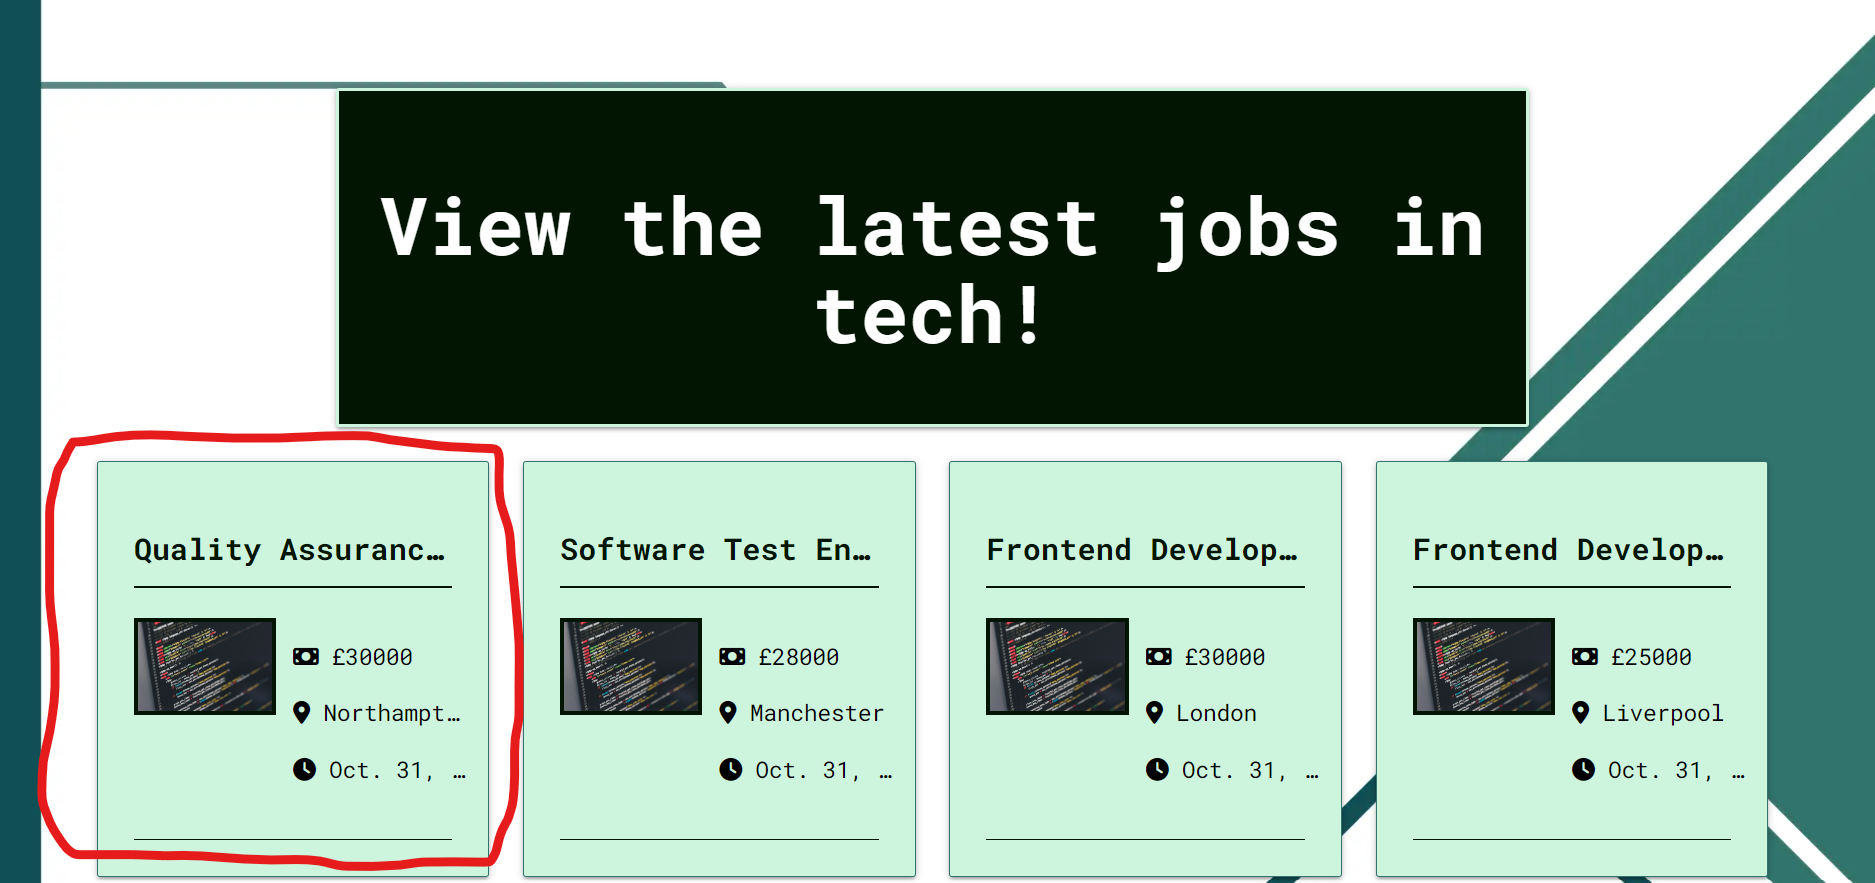 View the latest jobs in
tech!
Quality Assuranc…
£30000
Northampt…
Oct. 31, …
Software Test En…
£28000
Manchester
Oct. 31, …
Frontend Develop…
£30000
London
Oct. 31, …
Frontend Develop…
£25000
Liverpool
Oct. 31, …